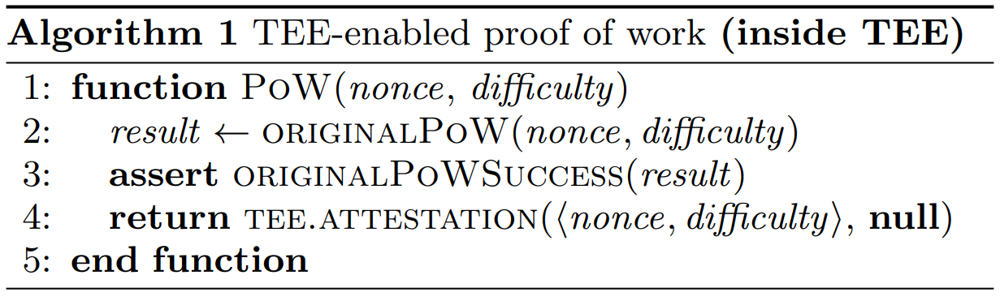 Algorithm 1 TEE-enabled proof of work (inside TEE)
1: function PoW(nonce, difficulty)
2: result ← originalPoW(nonce, difficulty)
3: assert originalPoWSuccess(result)
4: return tee.attestation(⟨nonce, difficulty⟩, null)
5: end function